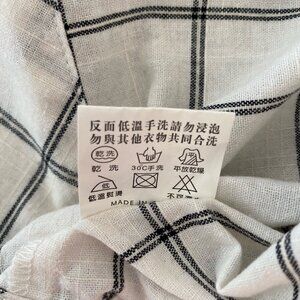 反面低溫手洗請勿浸泡
勿與其他衣物共同合洗
乾洗
乾洗 30C手洗 平放乾燥
低
低溫熨燙
MADE IN